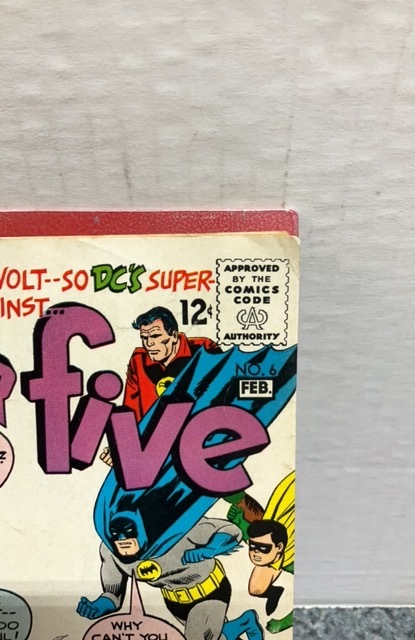 VOLT--SO DC'S SUPER-
INST...
12¢
APPROVED
BY THE
COMICS
CODE
CA
AUTHORITY
five
NO. 6
FEB.
Z
WHY
CAN'T YOU